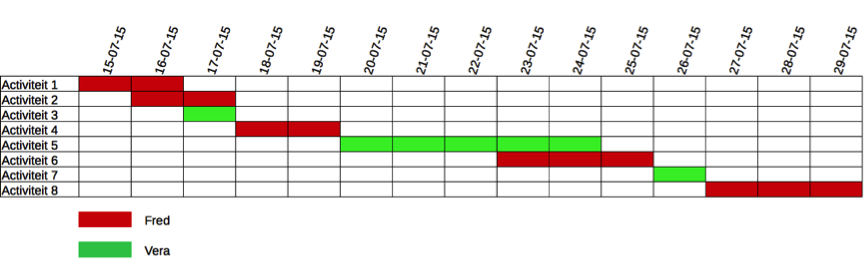 15-07-15
16-07-15
17-07-15
18-07-15
19-07-15
20-07-15
21-07-15
22-07-15
23-07-15
24-07-15
25-07-15
26-07-15
27-07-15
28-07-15
29-07-15
Activiteit 1
Activiteit 2
Activiteit 3
Activiteit 4
Activiteit 5
Activiteit 6
Activiteit 7
Activiteit 8
Fred
Vera